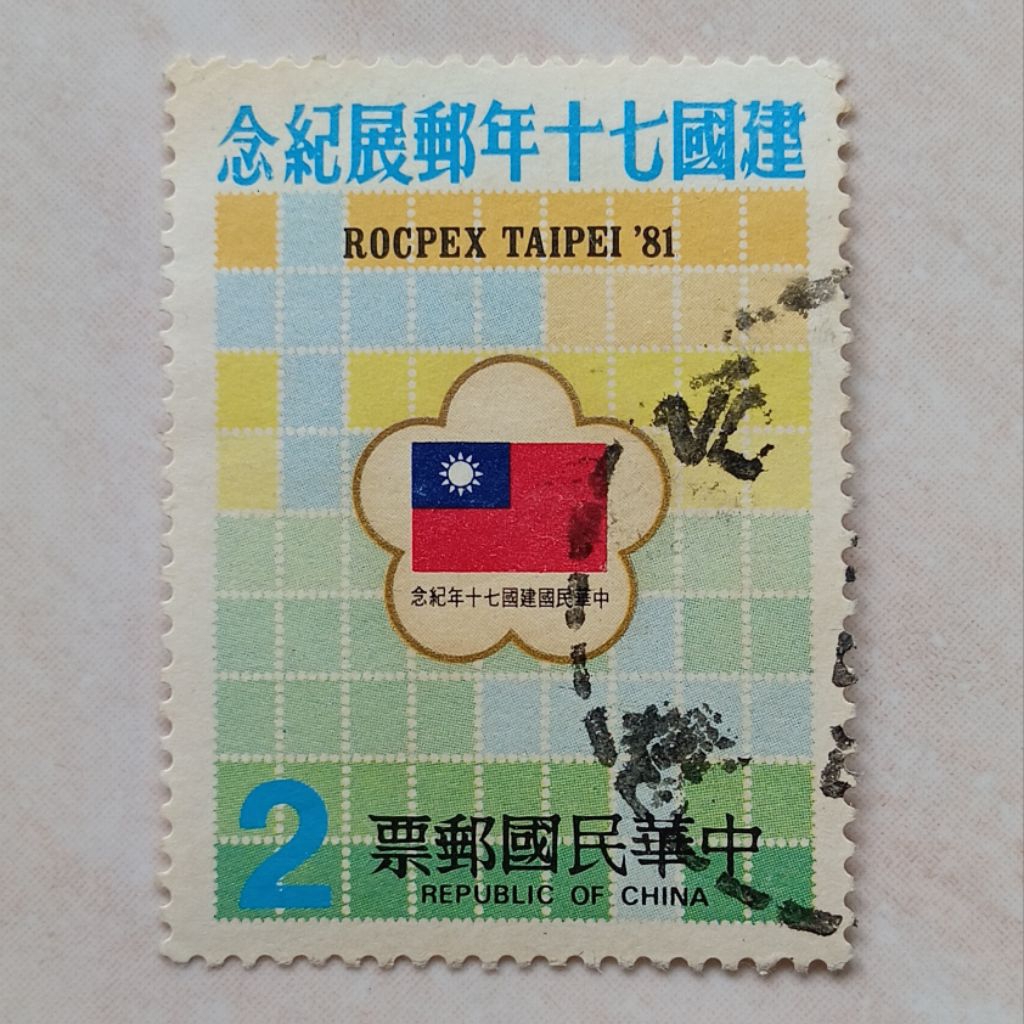 建國七十年郵展紀念
ROCPEX TAIPEI '81
中華民國建國七十年紀念
2
中華民國郵票
REPUBLIC OF CHINA